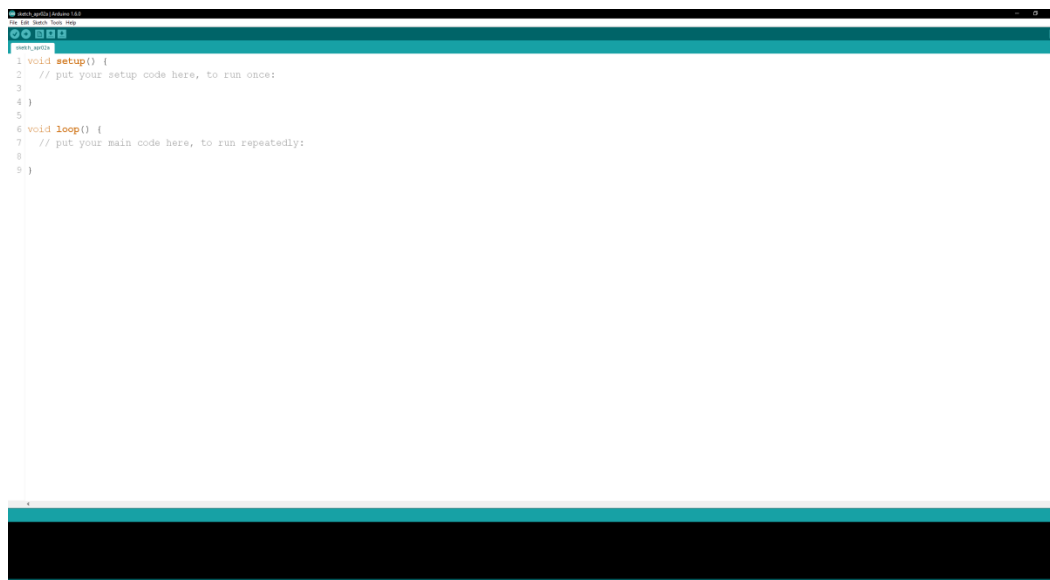 sketch_apr02a | Arduino 1.6.0
File Edit Sketch Tools Help
sketch_apr02a
1 void setup() {
2   // put your setup code here, to run once:
3
4 }
5
6 void loop() {
7   // put your main code here, to run repeatedly:
8
9 }